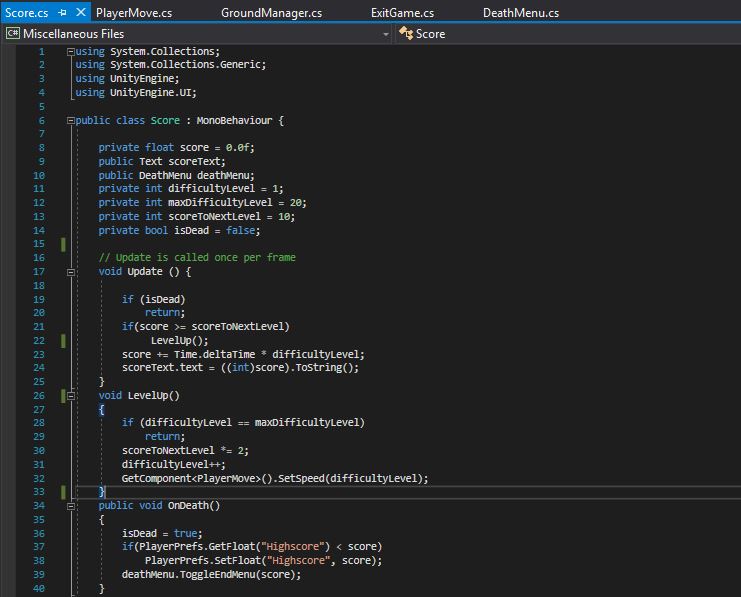 Score.cs PlayerMove.cs GroundManager.cs ExitGame.cs DeathMenu.cs
C# Miscellaneous Files Score
1 using System.Collections;
2 using System.Collections.Generic;
3 using UnityEngine;
4 using UnityEngine.UI;
5
6 public class Score : MonoBehaviour {
7
8 private float score = 0.0f;
9 public Text scoreText;
10 public DeathMenu deathMenu;
11 private int difficultyLevel = 1;
12 private int maxDifficultyLevel = 20;
13 private int scoreToNextLevel = 10;
14 private bool isDead = false;
15
16 // Update is called once per frame
17 void Update () {
18
19 if (isDead)
20 return;
21 if(score >= scoreToNextLevel)
22 LevelUp();
23 score += Time.deltaTime * difficultyLevel;
24 scoreText.text = ((int)score).ToString();
25 }
26 void LevelUp()
27 {
28 if (difficultyLevel == maxDifficultyLevel)
29 return;
30 scoreToNextLevel *= 2;
31 difficultyLevel++;
32 GetComponent<PlayerMove>().SetSpeed(difficultyLevel);
33 }
34 public void OnDeath()
35 {
36 isDead = true;
37 if(PlayerPrefs.GetFloat("Highscore") < score)
38 PlayerPrefs.SetFloat("Highscore", score);
39 deathMenu.ToggleEndMenu(score);
40 }